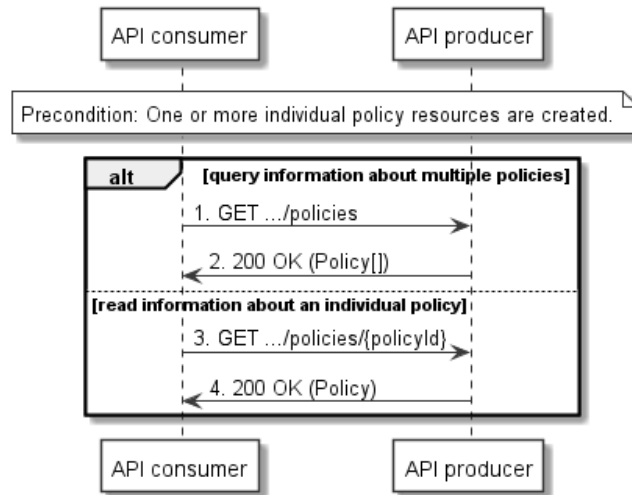 API consumer
API producer
Precondition: One or more individual policy resources are created.
alt
[query information about multiple policies]
1. GET .../policies
2. 200 OK (Policy[])
[read information about an individual policy]
3. GET .../policies/{policyId}
4. 200 OK (Policy)
API consumer
API producer